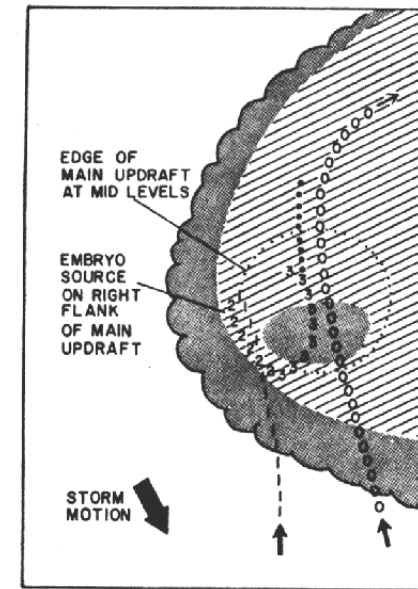 EDGE OF
MAIN UPDRAFT
AT MID LEVELS
EMBRYO
SOURCE
ON RIGHT
FLANK
OF MAIN
UPDRAFT
STORM
MOTION